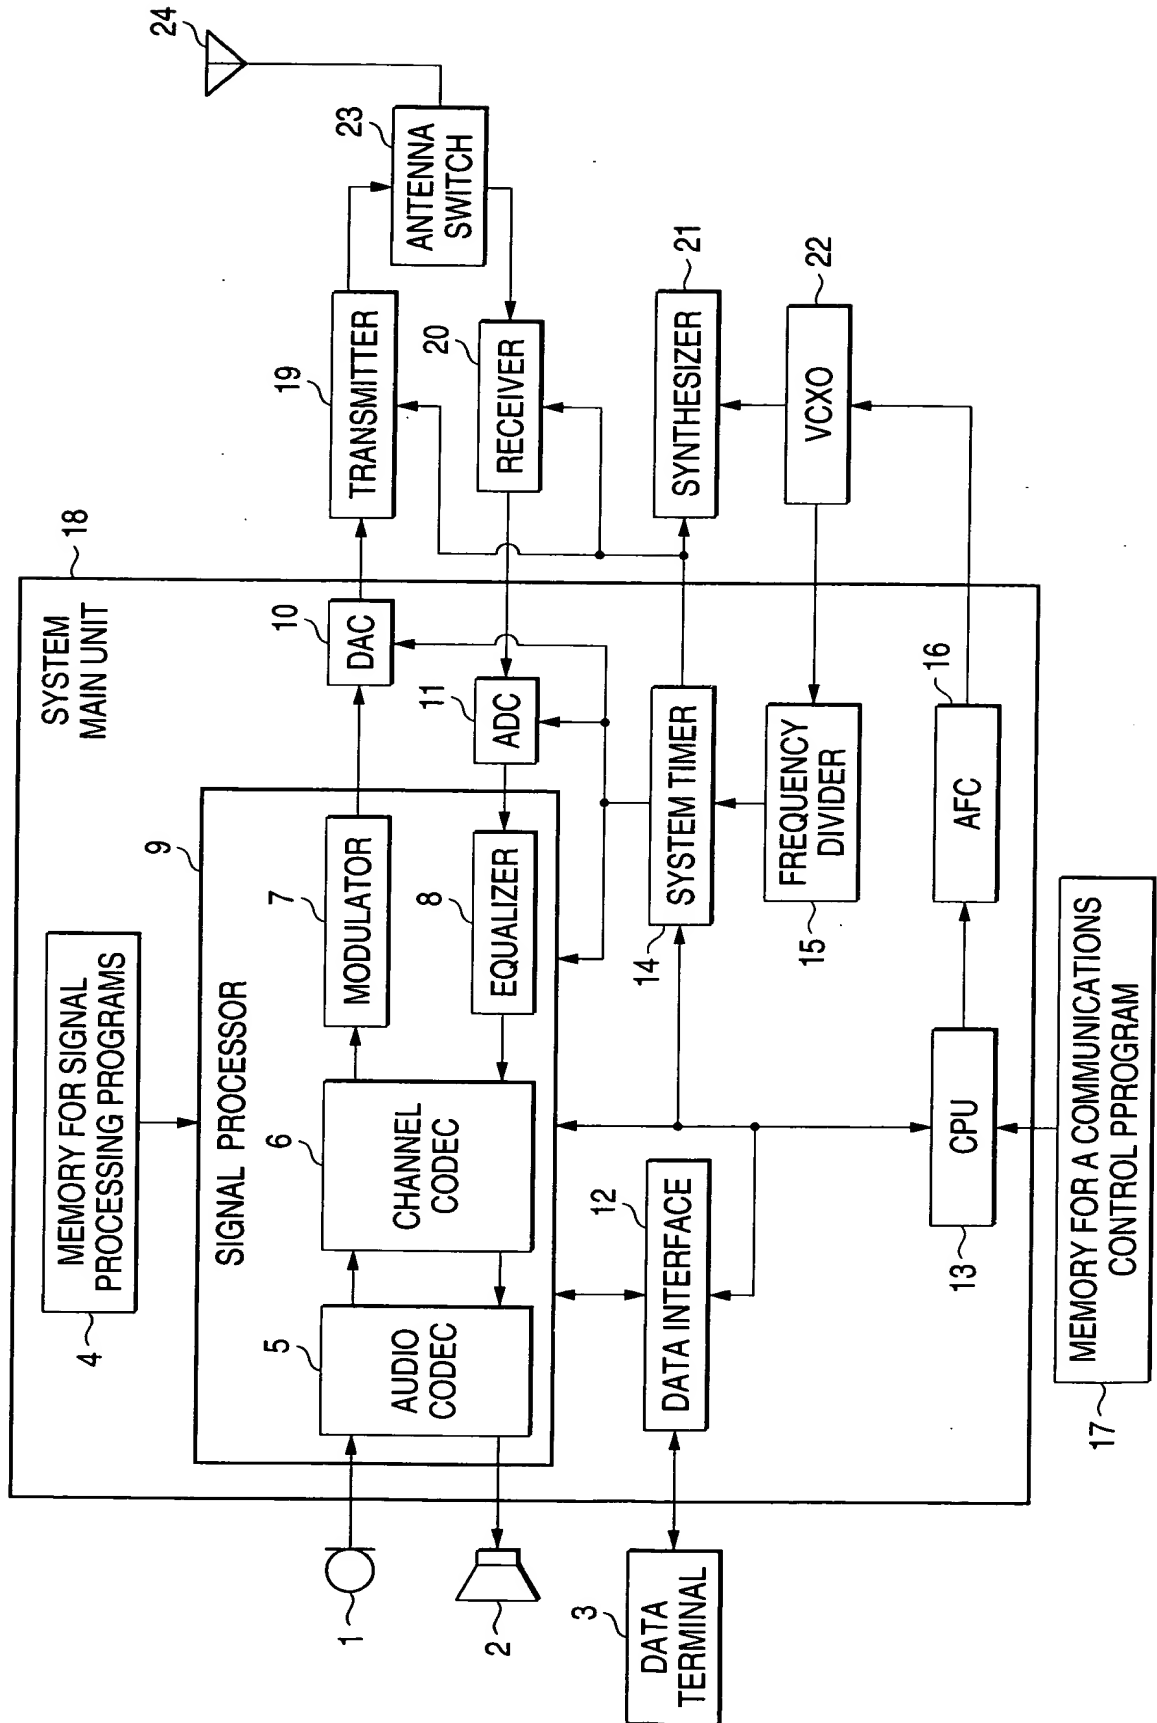 18
SYSTEM
MAIN UNIT
4
MEMORY FOR SIGNAL
PROCESSING PROGRAMS
9
SIGNAL PROCESSOR
1
2
5
AUDIO
CODEC
6
CHANNEL
CODEC
7
MODULATOR
8
EQUALIZER
10
DAC
11
ADC
19
TRANSMITTER
20
RECEIVER
23
ANTENNA
SWITCH
24
3
DATA
TERMINAL
12
DATA INTERFACE
14
SYSTEM TIMER
21
SYNTHESIZER
15
FREQUENCY
DIVIDER
22
VCXO
13
CPU
16
AFC
17
MEMORY FOR A COMMUNICATIONS
CONTROL PPROGRAM